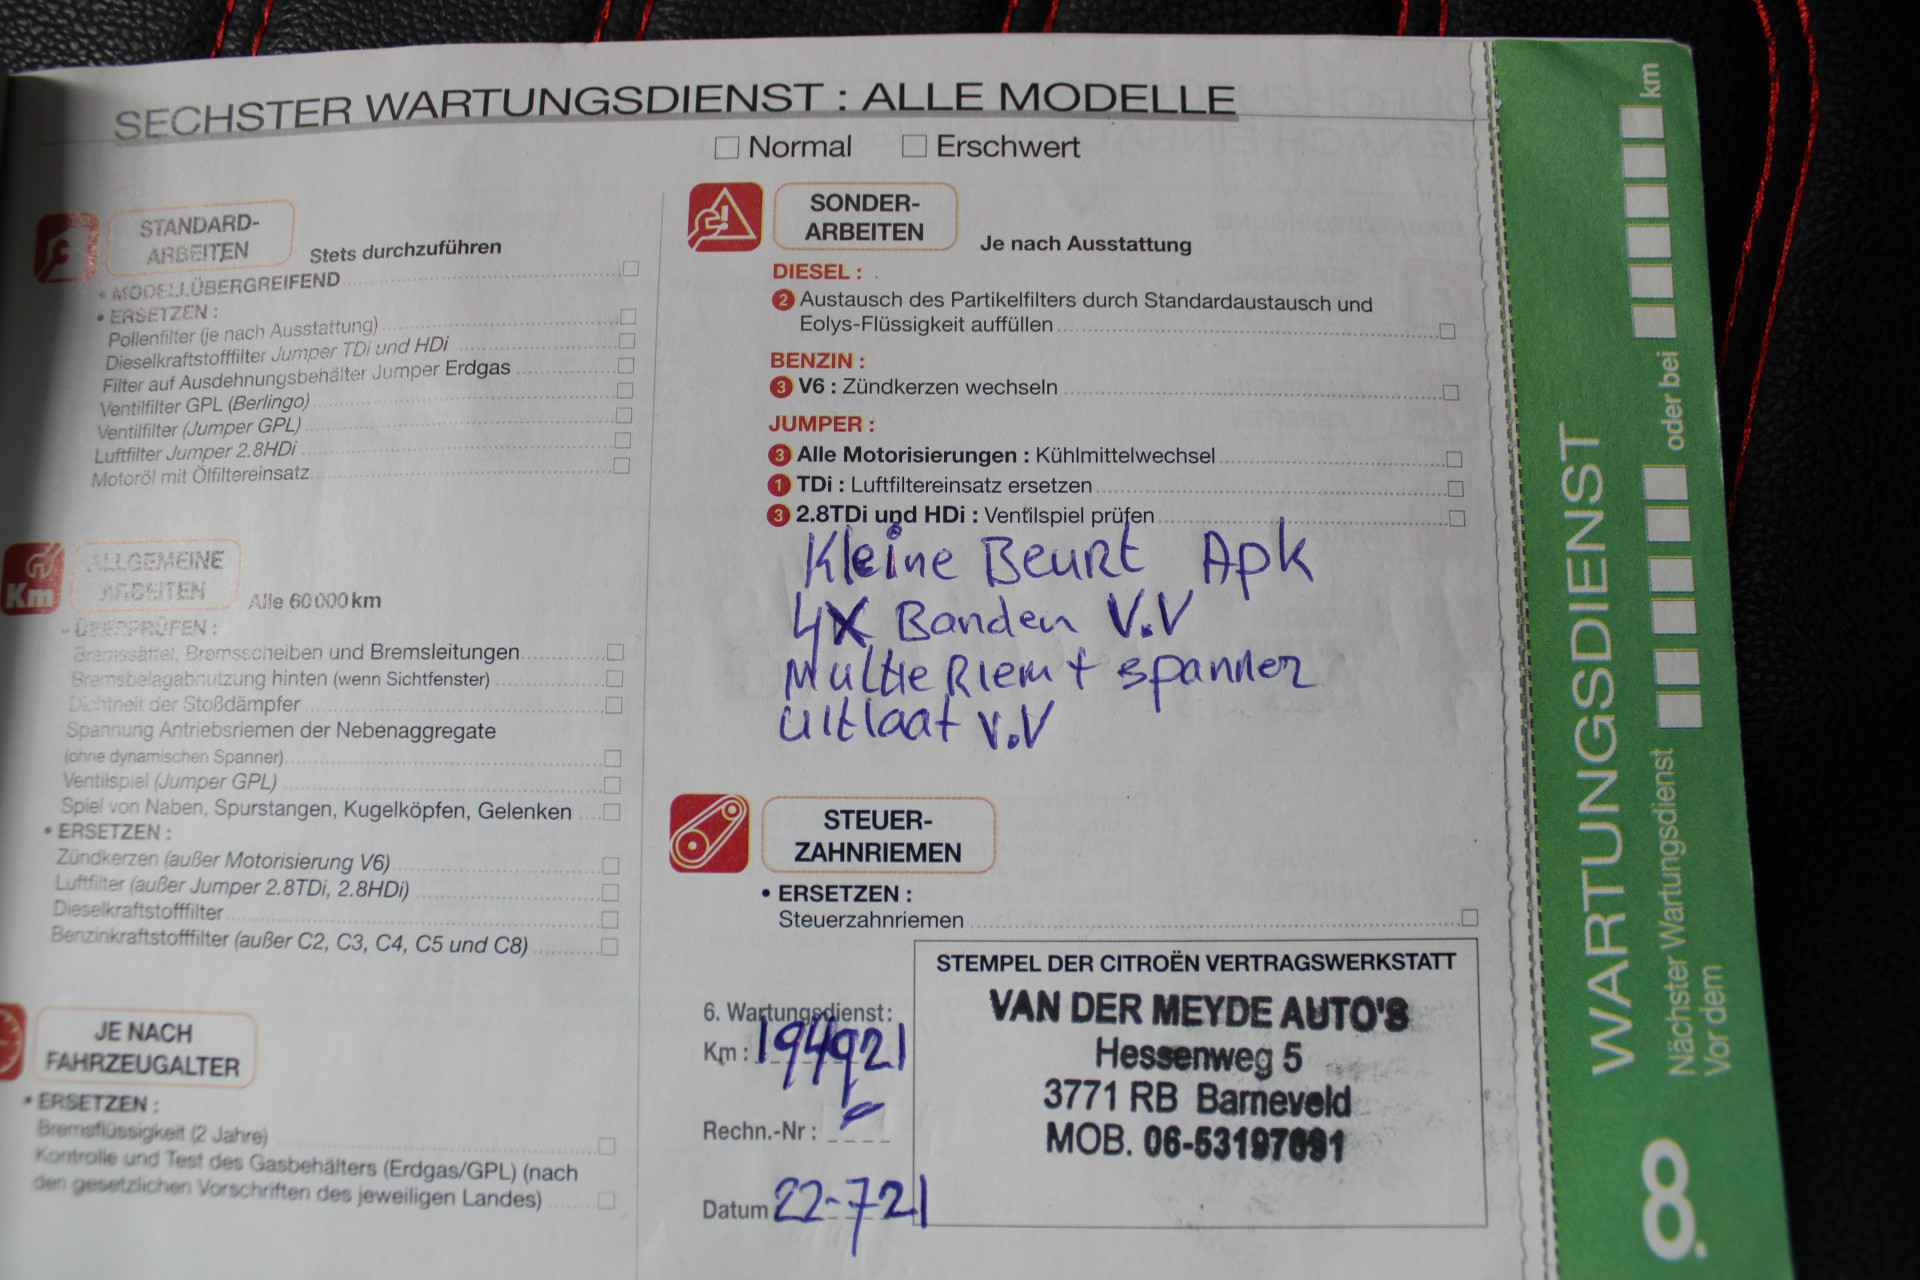 SECHSTER WARTUNGSDIENST : ALLE MODELLE
Normal Erschwert
STANDARD-
ARBEITEN
Stets durchzuführen
• MODELLÜBERGREIFEND
• ERSETZEN :
Pollenfilter (je nach Ausstattung)
Dieselkraftstofffilter Jumper TDi und HDi
Filter auf Ausdehnungsbehälter Jumper Erdgas
Ventilfilter GPL (Berlingo)
Ventilfilter (Jumper GPL)
Luftfilter Jumper 2.8HDi
Motoröl mit Ölfiltereinsatz
Km
ALLGEMEINE
ARBEITEN
Alle 60 000 km
- ÜBERPRÜFEN :
Bremssättel, Bremsscheiben und Bremsleitungen
Bremsbelagabnutzung hinten (wenn Sichtfenster)
Dichtheit der Stoßdämpfer
Spannung Antriebsriemen der Nebenaggregate
(ohne dynamischen Spanner)
Ventilspiel (Jumper GPL)
Spiel von Naben, Spurstangen, Kugelköpfen, Gelenken
• ERSETZEN :
Zündkerzen (außer Motorisierung V6)
Luftfilter (außer Jumper 2.8TDi, 2.8HDi)
Dieselkraftstofffilter
Benzinkraftstofffilter (außer C2, C3, C4, C5 und C8)
JE NACH
FAHRZEUGALTER
• ERSETZEN :
Bremsflüssigkeit (2 Jahre)
Kontrolle und Test des Gasbehälters (Erdgas/GPL) (nach
den gesetzlichen Vorschriften des jeweiligen Landes)
SONDER-
ARBEITEN
Je nach Ausstattung
DIESEL :
2 Austausch des Partikelfilters durch Standardaustausch und
Eolys-Flüssigkeit auffüllen
BENZIN :
3 V6 : Zündkerzen wechseln
JUMPER :
3 Alle Motorisierungen : Kühlmittelwechsel
1 TDi : Luftfiltereinsatz ersetzen
3 2.8TDi und HDi : Ventilspiel prüfen
Kleine Beurt Apk
4X Banden V.V
Multie Riem + spanner
Uitlaat V.V
STEUER-
ZAHNRIEMEN
• ERSETZEN :
Steuerzahnriemen
6. Wartungsdienst:
Km : 194921
Rechn.-Nr :
Datum 22-7-21
STEMPEL DER CITROËN VERTRAGSWERKSTATT
VAN DER MEYDE AUTO'S
Hessenweg 5
3771 RB Barneveld
MOB. 06-53197691
WARTUNGSDIENST
Nächster Wartungsdienst
Vor dem oder bei km
8